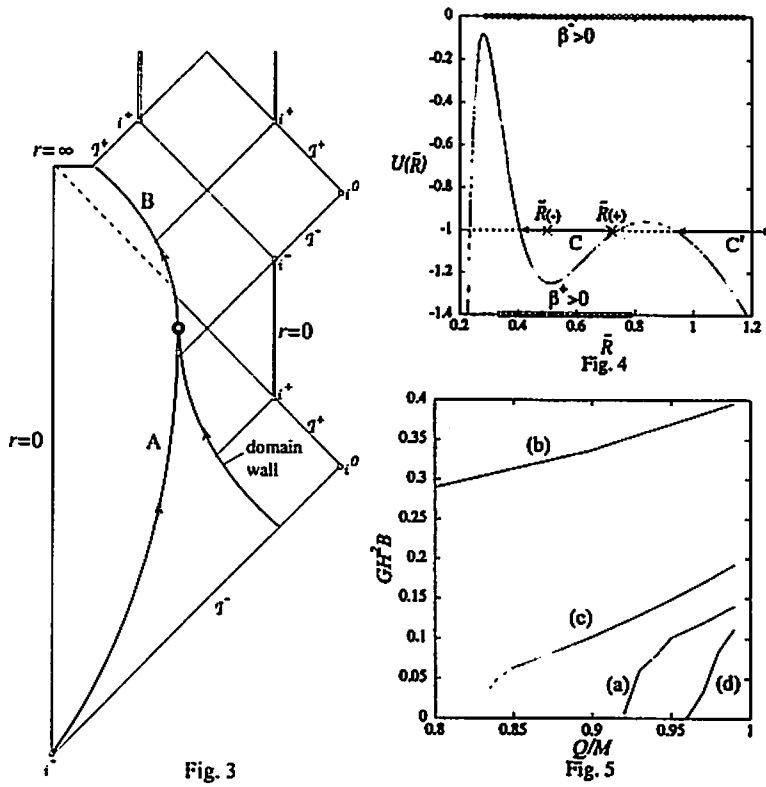 r=∞
i⁺
i⁺
𝓘⁺
𝓘⁺
i⁰
B
𝓘⁻
i⁻
r=0
r=0
A
i⁺
𝓘⁺
domain
wall
i⁰
𝓘⁻
i⁻
Fig. 3
0
-0.2
-0.4
-0.6
-0.8
-1
-1.2
-1.4
U(R̄)
β⁻>0
R̄(-)
R̄(+)
C
C'
β⁺>0
0.2
0.4
0.6
0.8
1
1.2
R̄
Fig. 4
0.4
0.35
0.3
0.25
0.2
0.15
0.1
0.05
0
GH²B
(b)
(c)
(a)
(d)
0.8
0.85
0.9
0.95
1
Q/M
Fig. 5